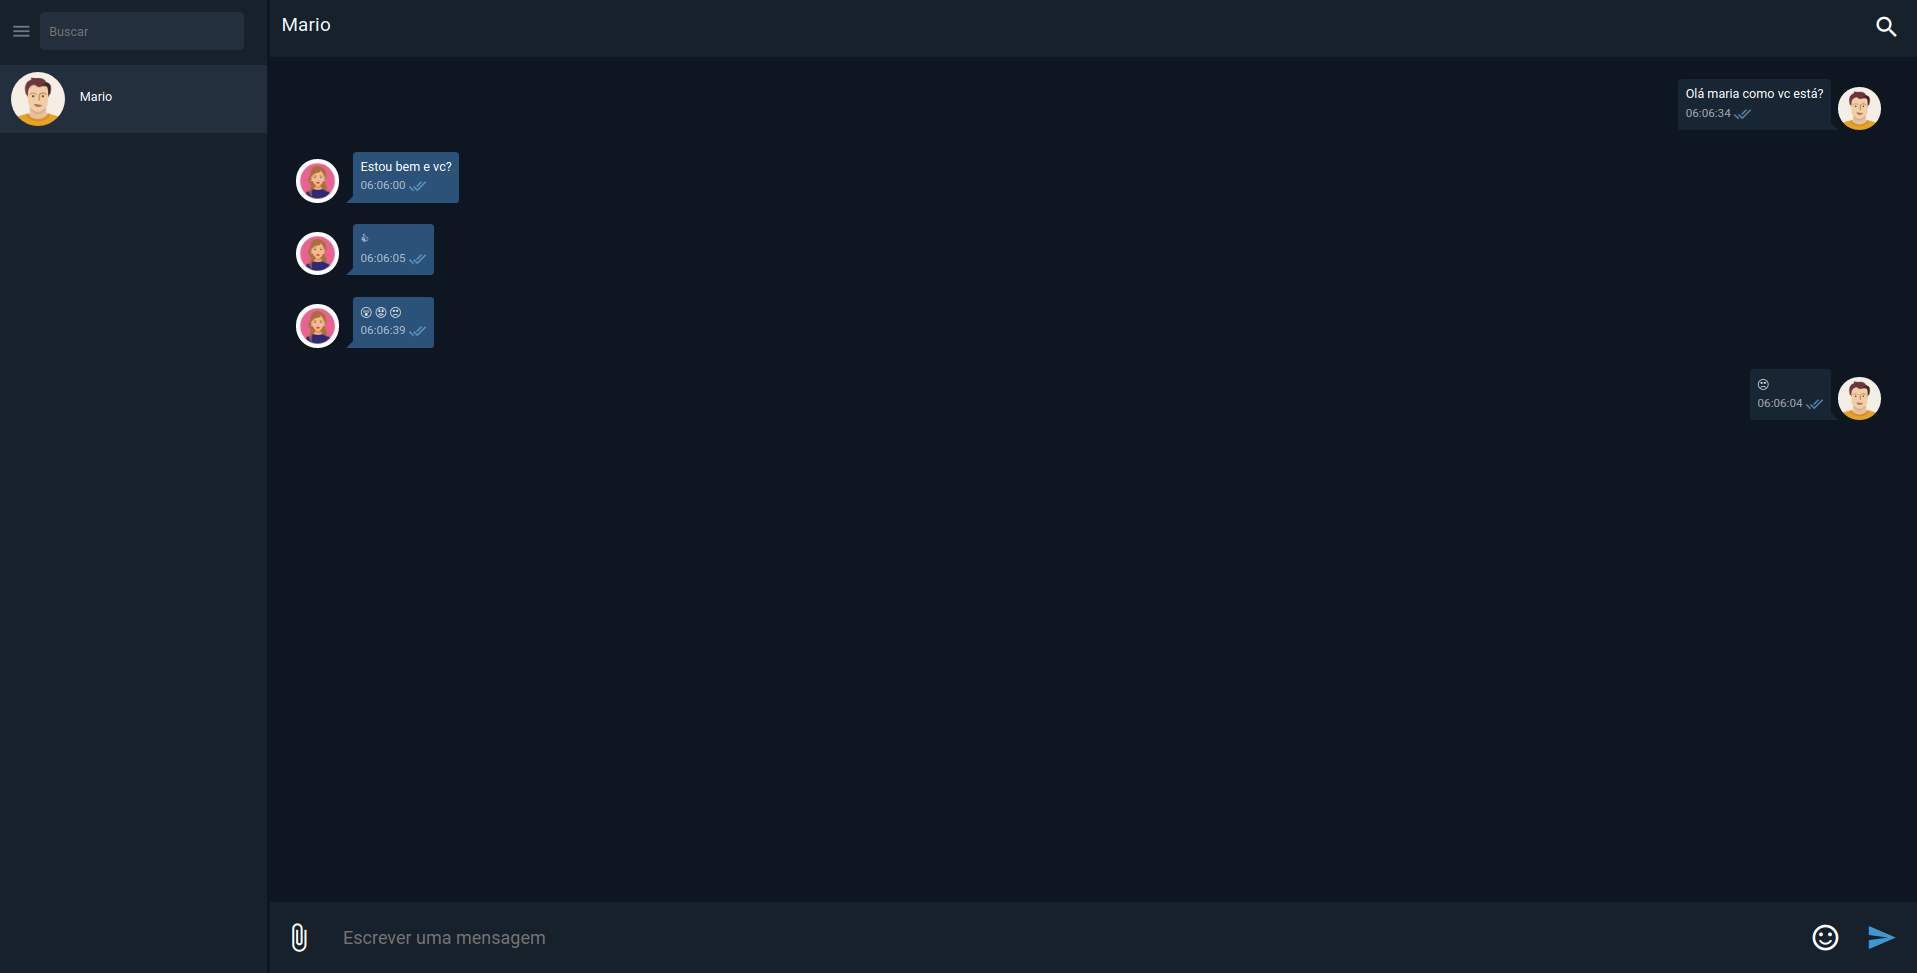 Buscar
Mario
Mario
Olá maria como vc está?
06:06:34
Estou bem e vc?
06:06:00
👍
06:06:05
06:06:39
06:06:04
Escrever uma mensagem